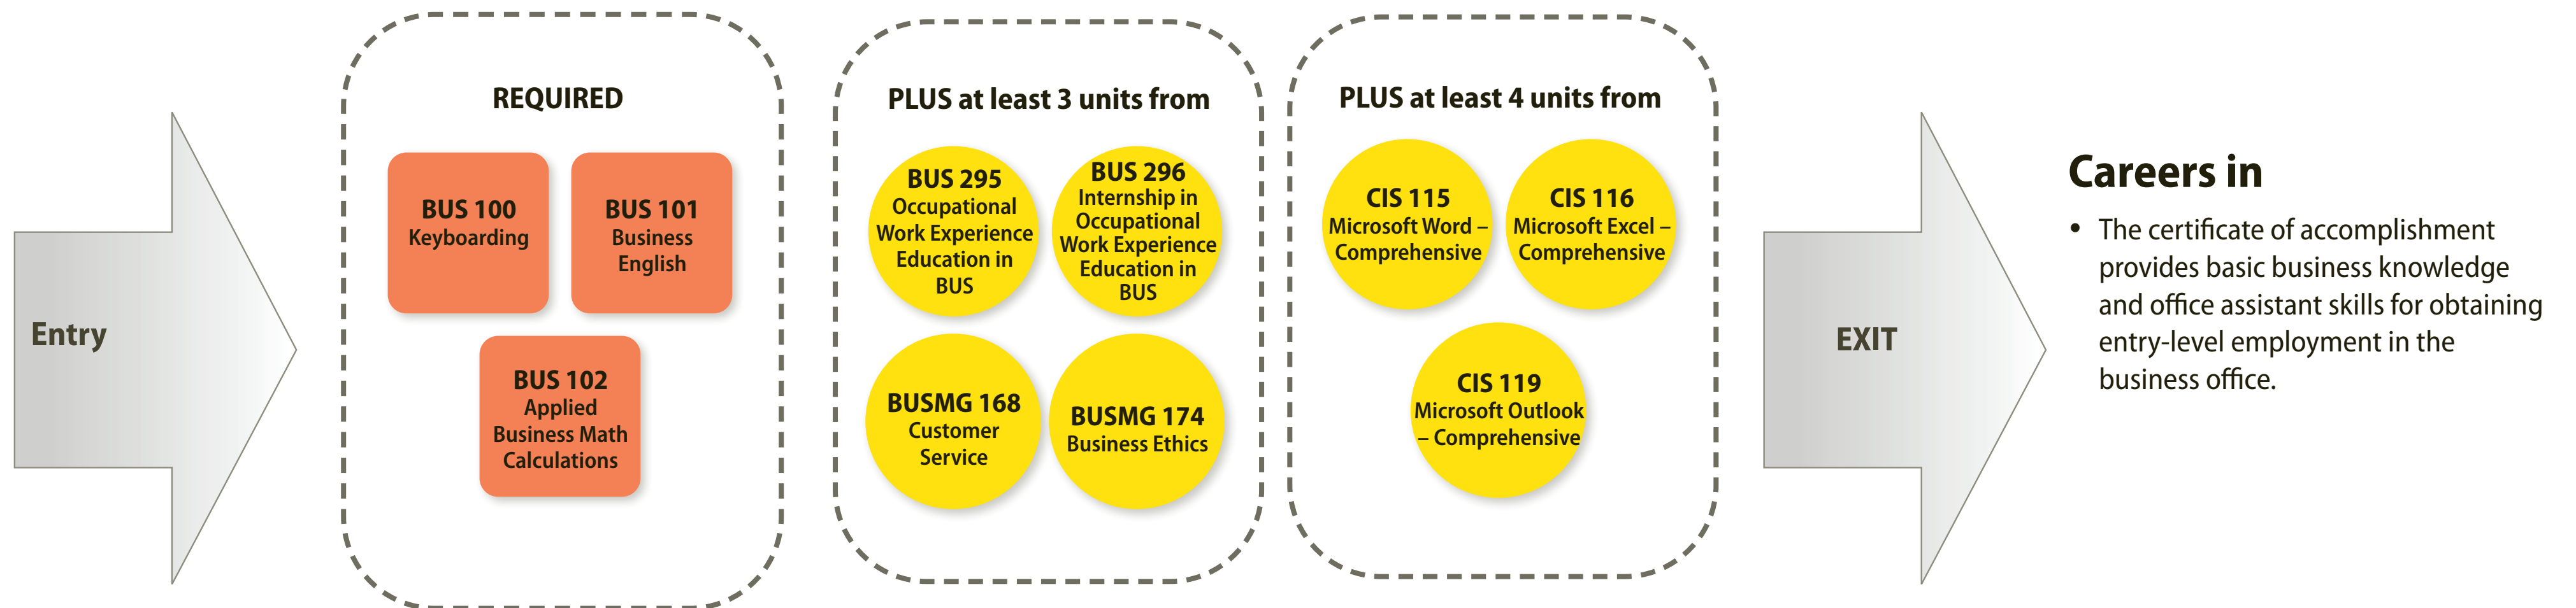 Entry
REQUIRED
BUS 100
Keyboarding
BUS 101
Business
English
BUS 102
Applied
Business Math
Calculations
PLUS at least 3 units from
BUS 295
Occupational
Work Experience
Education in
BUS
BUS 296
Internship in
Occupational
Work Experience
Education in
BUS
BUSMG 168
Customer
Service
BUSMG 174
Business Ethics
PLUS at least 4 units from
CIS 115
Microsoft Word –
Comprehensive
CIS 116
Microsoft Excel –
Comprehensive
CIS 119
Microsoft Outlook
– Comprehensive
EXIT
Careers in
• The certificate of accomplishment
provides basic business knowledge
and office assistant skills for obtaining
entry-level employment in the
business office.